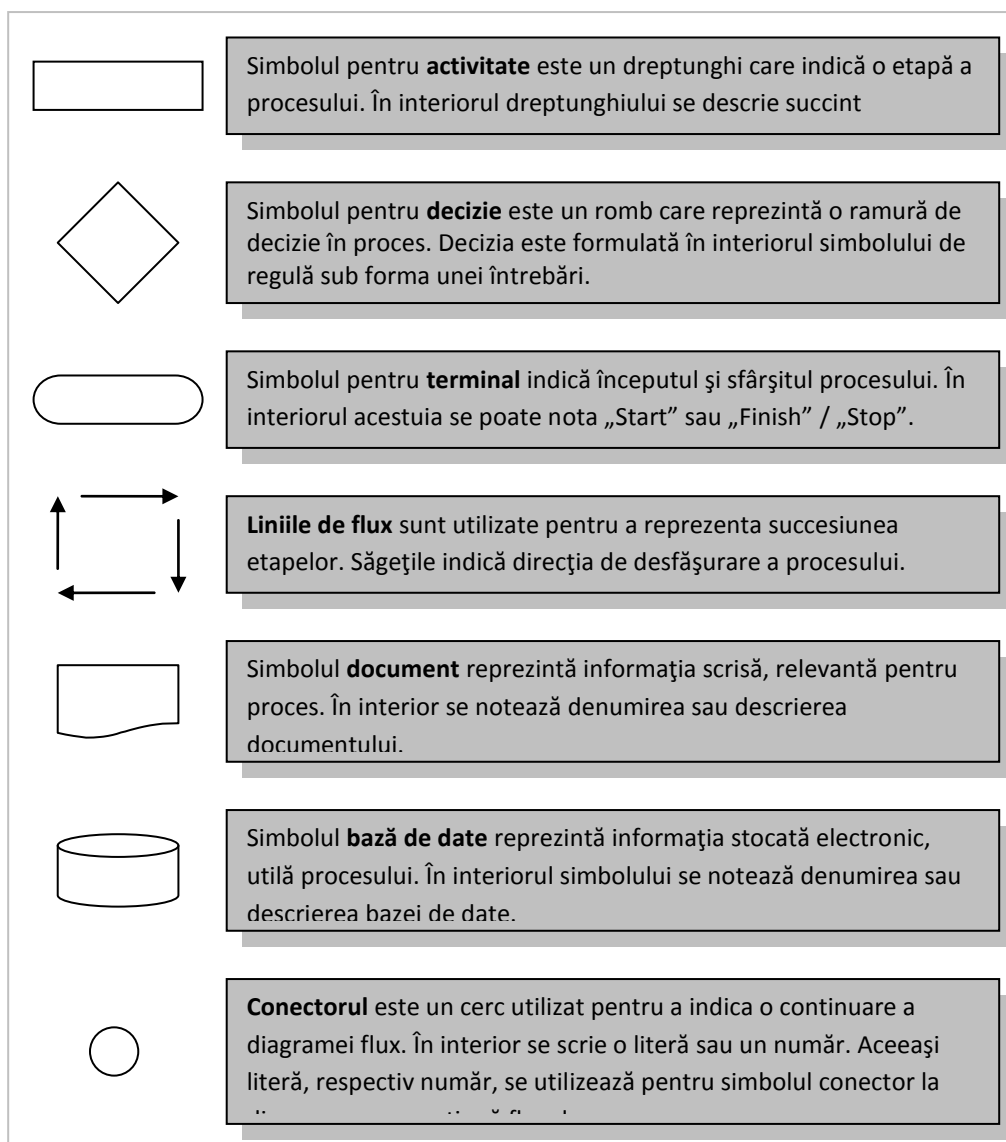 Simbolul pentru activitate este un dreptunghi care indică o etapă a
procesului. În interiorul dreptunghiului se descrie succint
Simbolul pentru decizie este un romb care reprezintă o ramură de
decizie în proces. Decizia este formulată în interiorul simbolului de
regulă sub forma unei întrebări.
Simbolul pentru terminal indică începutul şi sfârşitul procesului. În
interiorul acestuia se poate nota „Start” sau „Finish” / „Stop”.
Liniile de flux sunt utilizate pentru a reprezenta succesiunea
etapelor. Săgeţile indică direcţia de desfăşurare a procesului.
Simbolul document reprezintă informaţia scrisă, relevantă pentru
proces. În interior se notează denumirea sau descrierea
documentului.
Simbolul bază de date reprezintă informaţia stocată electronic,
utilă procesului. În interiorul simbolului se notează denumirea sau
descrierea bazei de date.
Conectorul este un cerc utilizat pentru a indica o continuare a
diagramei flux. În interior se scrie o literă sau un număr. Aceeaşi
literă, respectiv număr, se utilizează pentru simbolul conector la